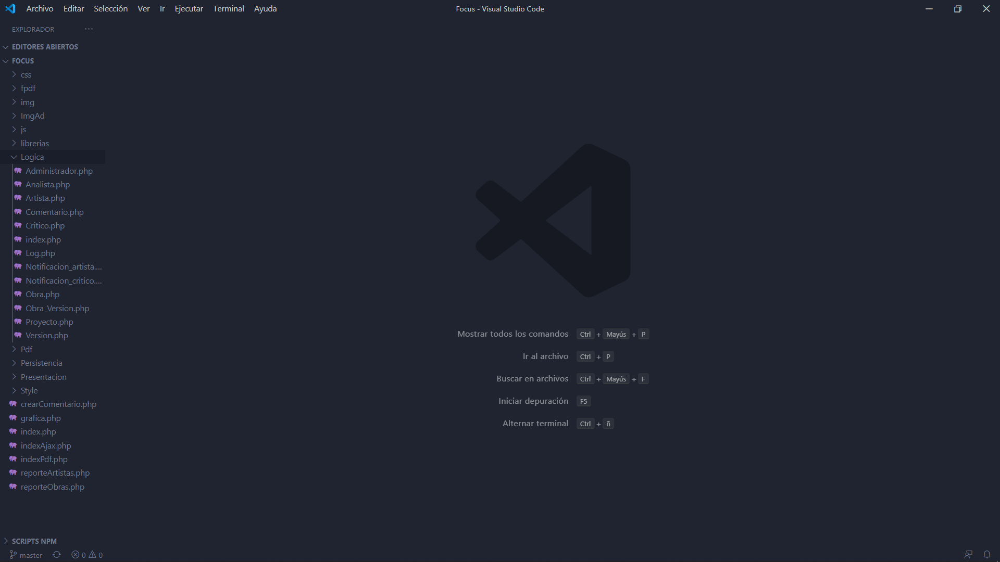 Archivo Editar Selección Ver Ir Ejecutar Terminal Ayuda
Focus - Visual Studio Code
EXPLORADOR
EDITORES ABIERTOS
FOCUS
css
fpdf
img
ImgAd
js
librerias
Logica
Administrador.php
Analista.php
Artista.php
Comentario.php
Critico.php
index.php
Log.php
Notificacion_artista....
Notificacion_critico....
Obra.php
Obra_Version.php
Proyecto.php
Version.php
Pdf
Persistencia
Presentacion
Style
crearComentario.php
grafica.php
index.php
indexAjax.php
indexPdf.php
reporteArtistas.php
reporteObras.php
SCRIPTS NPM
master 0 0
Mostrar todos los comandos Ctrl + Mayús + P
Ir al archivo Ctrl + P
Buscar en archivos Ctrl + Mayús + F
Iniciar depuración F5
Alternar terminal Ctrl + ñ